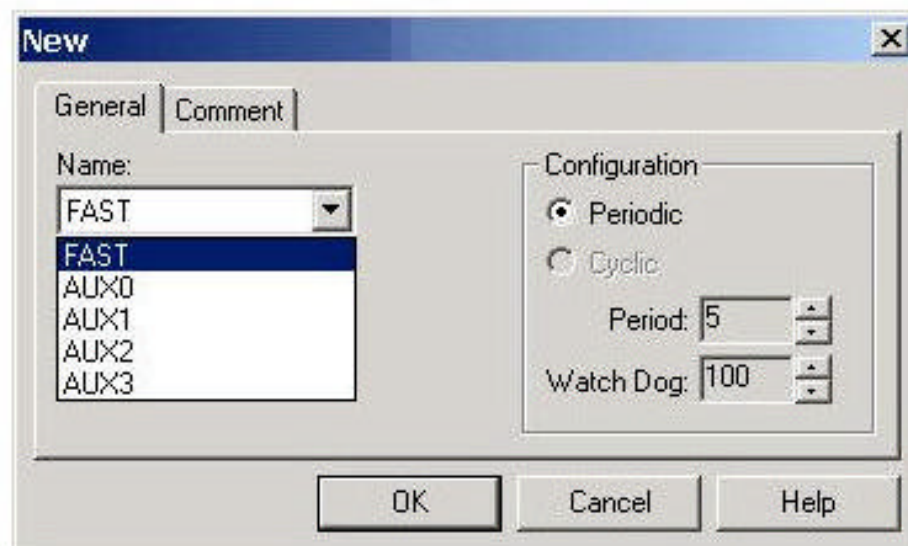 New
General Comment
Name:
FAST
FAST
AUX0
AUX1
AUX2
AUX3
Configuration
Periodic
Cyclic
Period: 5
Watch Dog: 100
OK Cancel Help